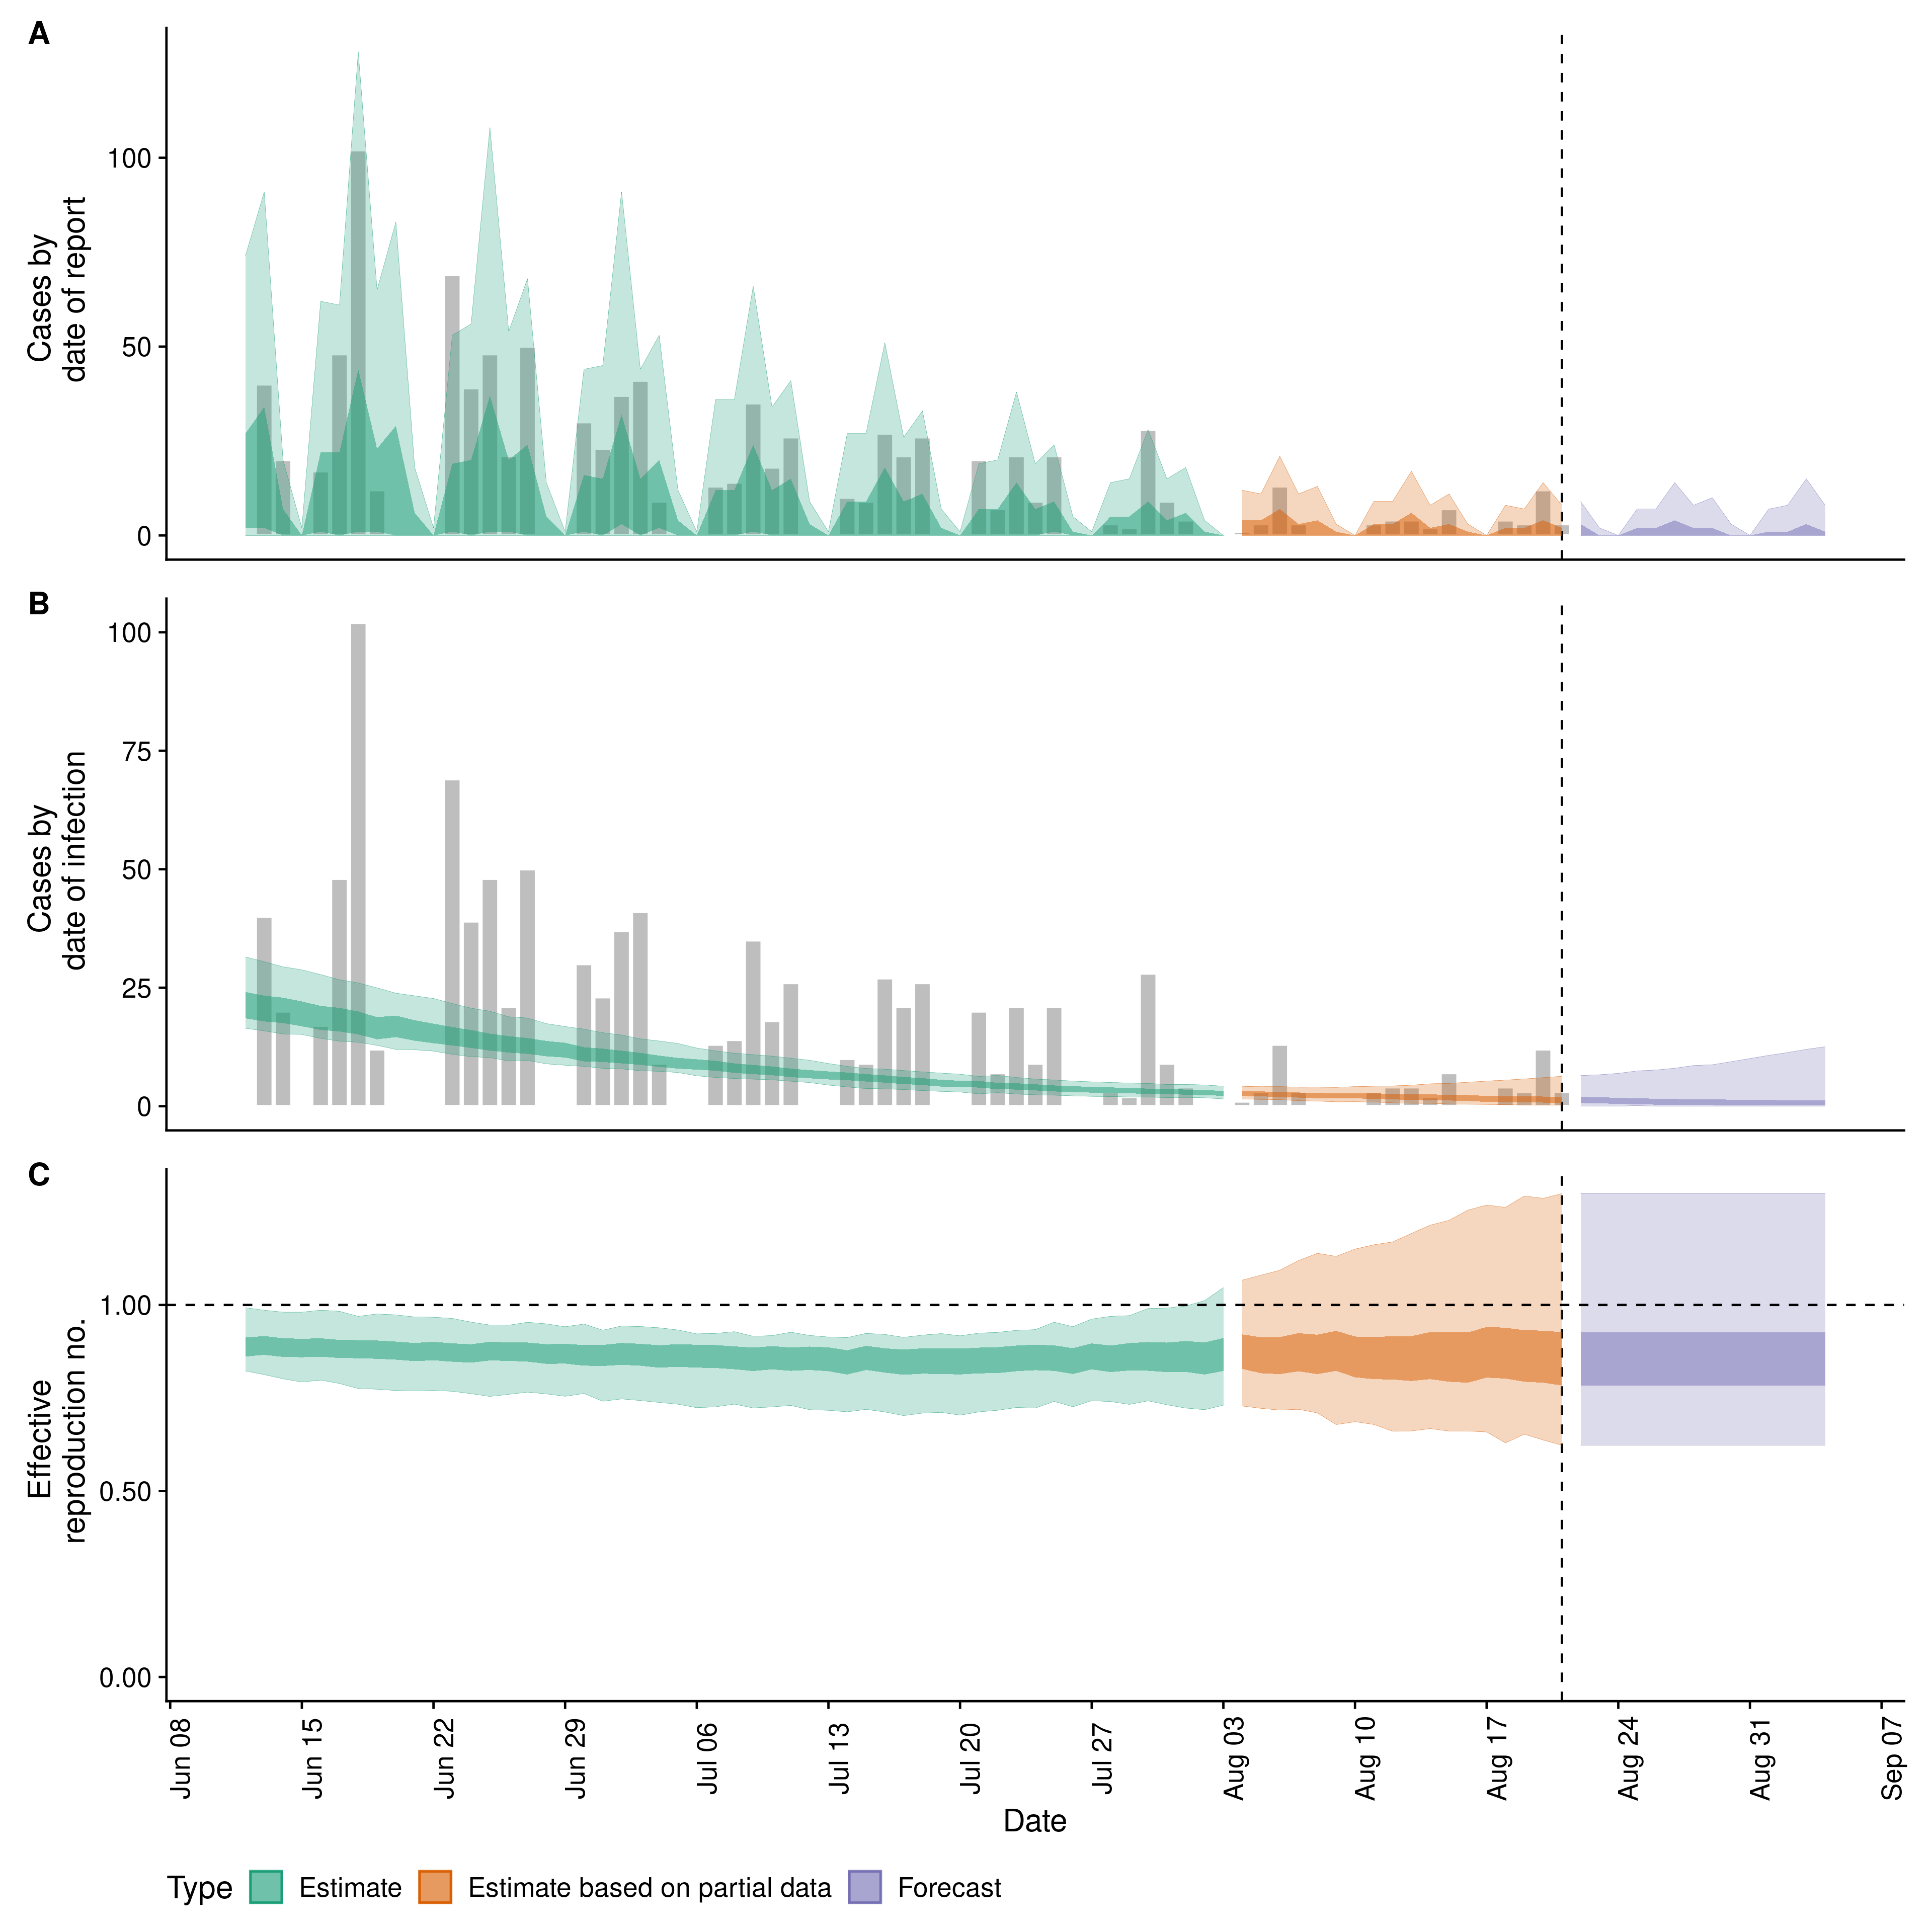 A
Cases by
date of report
100
50
0
B
Cases by
date of infection
100
75
50
25
0
C
Effective
reproduction no.
1.00
0.50
0.00
Jun 08
Jun 15
Jun 22
Jun 29
Jul 06
Jul 13
Jul 20
Jul 27
Aug 03
Aug 10
Aug 17
Aug 24
Aug 31
Sep 07
Date
Type Estimate Estimate based on partial data Forecast